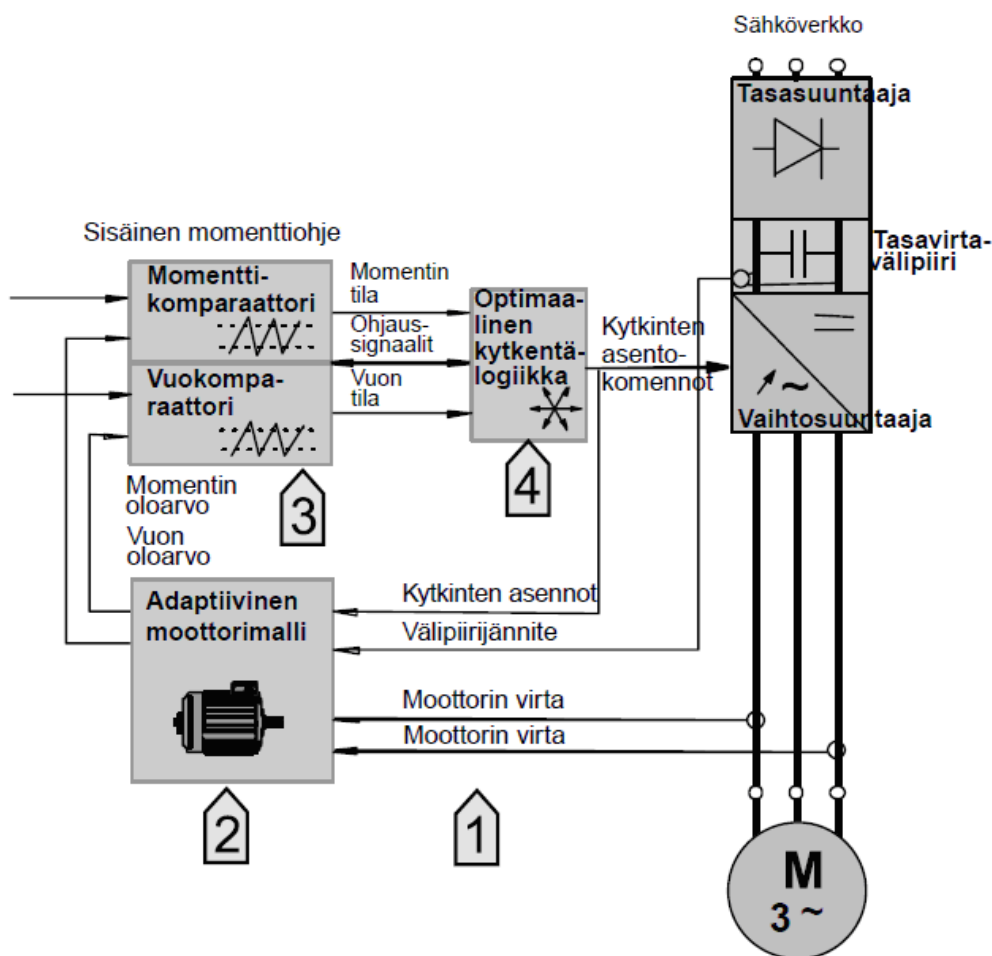 Sähköverkko
Tasasuuntaaja
Tasavirta-
välipiiri
Sisäinen momenttiohje
Momentti-
komparaattori
Momentin
tila
Optimaa-
linen
kytkentä-
logiikka
Ohjaus-
signaalit
Kytkinten
asento-
komennot
Vuokompa-
raattori
Vuon
tila
~
Vaihtosuuntaaja
Momentin
oloarvo
Vuon
oloarvo
3
4
Adaptiivinen
moottorimalli
Kytkinten asennot
Välipiirijännite
Moottorin virta
Moottorin virta
2
1
M
3 ~